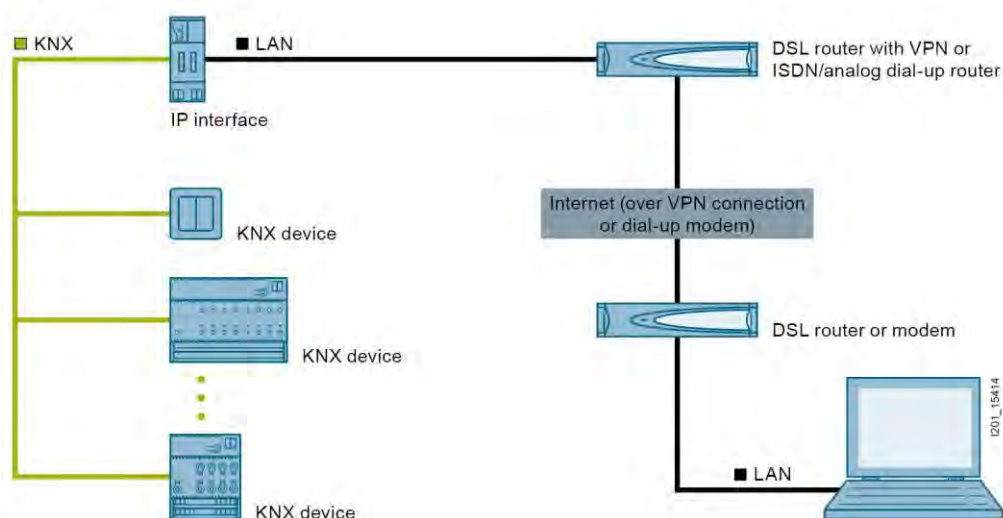 KNX
LAN
DSL router with VPN or
ISDN/analog dial-up router
IP interface
Internet (over VPN connection
or dial-up modem)
KNX device
DSL router or modem
KNX device
I201_15414
LAN
KNX device